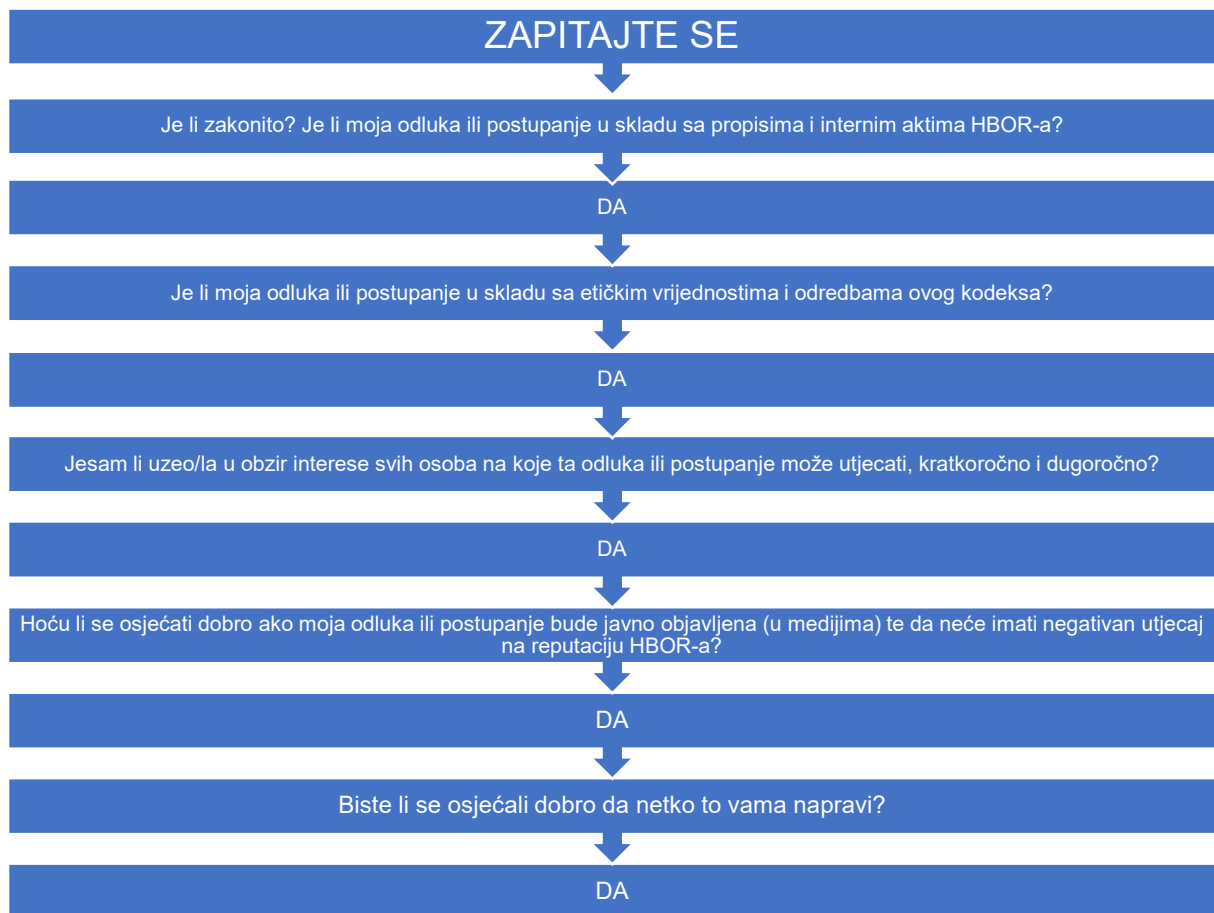 ZAPITAJTE SE
Je li zakonito? Je li moja odluka ili postupanje u skladu sa propisima i internim aktima HBOR-a?
DA
Je li moja odluka ili postupanje u skladu sa etičkim vrijednostima i odredbama ovog kodeksa?
DA
Jesam li uzeo/la u obzir interese svih osoba na koje ta odluka ili postupanje može utjecati, kratkoročno i dugoročno?
DA
Hoću li se osjećati dobro ako moja odluka ili postupanje bude javno objavljena (u medijima) te da neće imati negativan utjecaj
na reputaciju HBOR-a?
DA
Biste li se osjećali dobro da netko to vama napravi?
DA